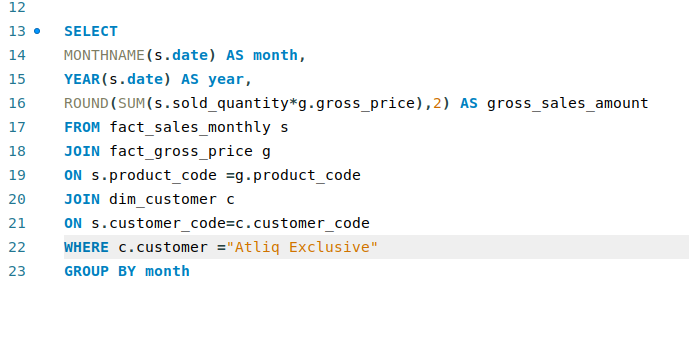 12
13 SELECT
14 MONTHNAME(s.date) AS month,
15 YEAR(s.date) AS year,
16 ROUND(SUM(s.sold_quantity*g.gross_price),2) AS gross_sales_amount
17 FROM fact_sales_monthly s
18 JOIN fact_gross_price g
19 ON s.product_code =g.product_code
20 JOIN dim_customer c
21 ON s.customer_code=c.customer_code
22 WHERE c.customer ="Atliq Exclusive"
23 GROUP BY month